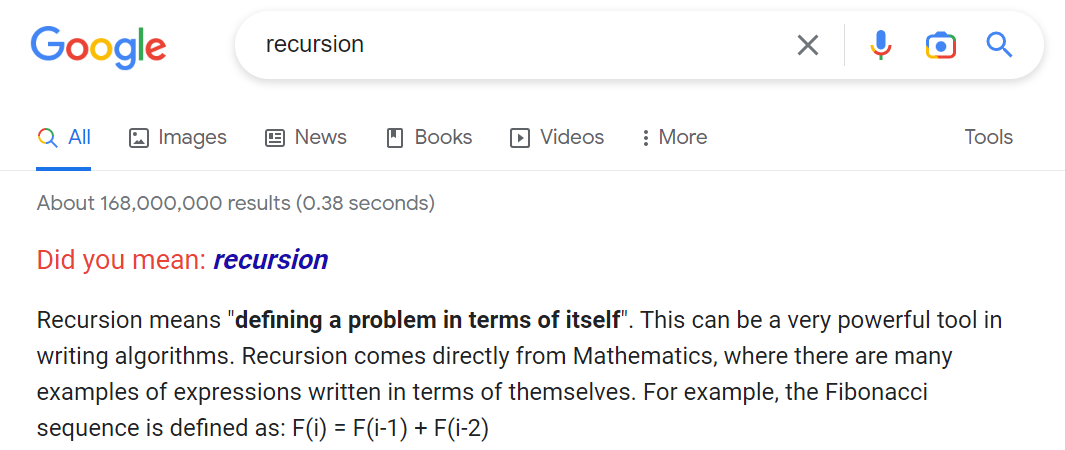 Google
recursion
All Images News Books Videos More Tools
About 168,000,000 results (0.38 seconds)
Did you mean: recursion
Recursion means "defining a problem in terms of itself". This can be a very powerful tool in
writing algorithms. Recursion comes directly from Mathematics, where there are many
examples of expressions written in terms of themselves. For example, the Fibonacci
sequence is defined as: F(i) = F(i-1) + F(i-2)